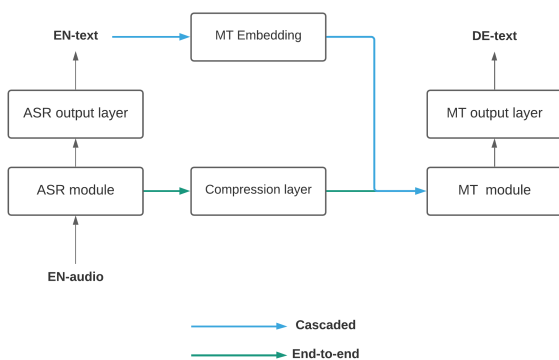 EN-text
MT Embedding
DE-text
ASR output layer
MT output layer
ASR module
Compression layer
MT module
EN-audio
Cascaded
End-to-end